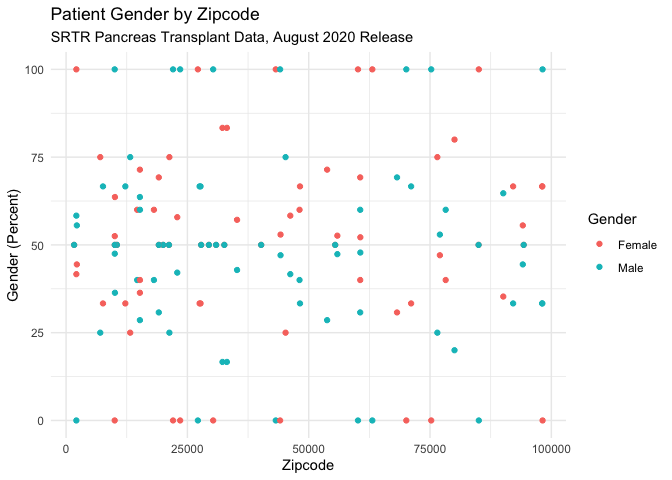 Patient Gender by Zipcode
SRTR Pancreas Transplant Data, August 2020 Release
100
75
50
25
0
Gender (Percent)
0 25000 50000 75000 100000
Zipcode
Gender
Female
Male